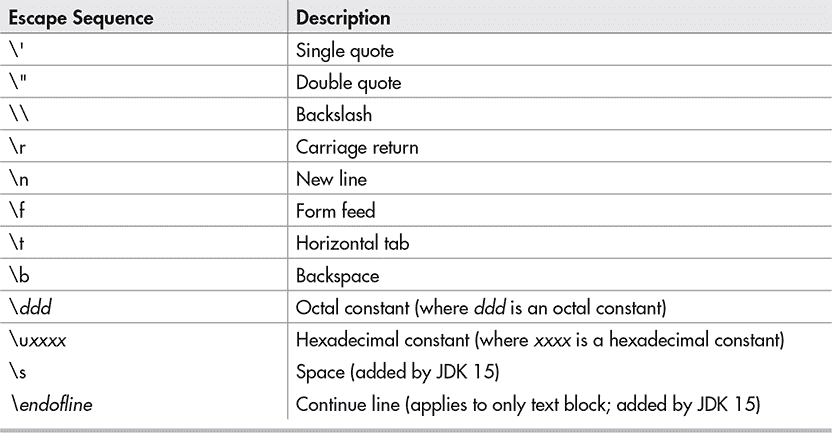 Escape Sequence Description
\' Single quote
\" Double quote
\\ Backslash
\r Carriage return
\n New line
\f Form feed
\t Horizontal tab
\b Backspace
\ddd Octal constant (where ddd is an octal constant)
\uxxxx Hexadecimal constant (where xxxx is a hexadecimal constant)
\s Space (added by JDK 15)
\endofline Continue line (applies to only text block; added by JDK 15)